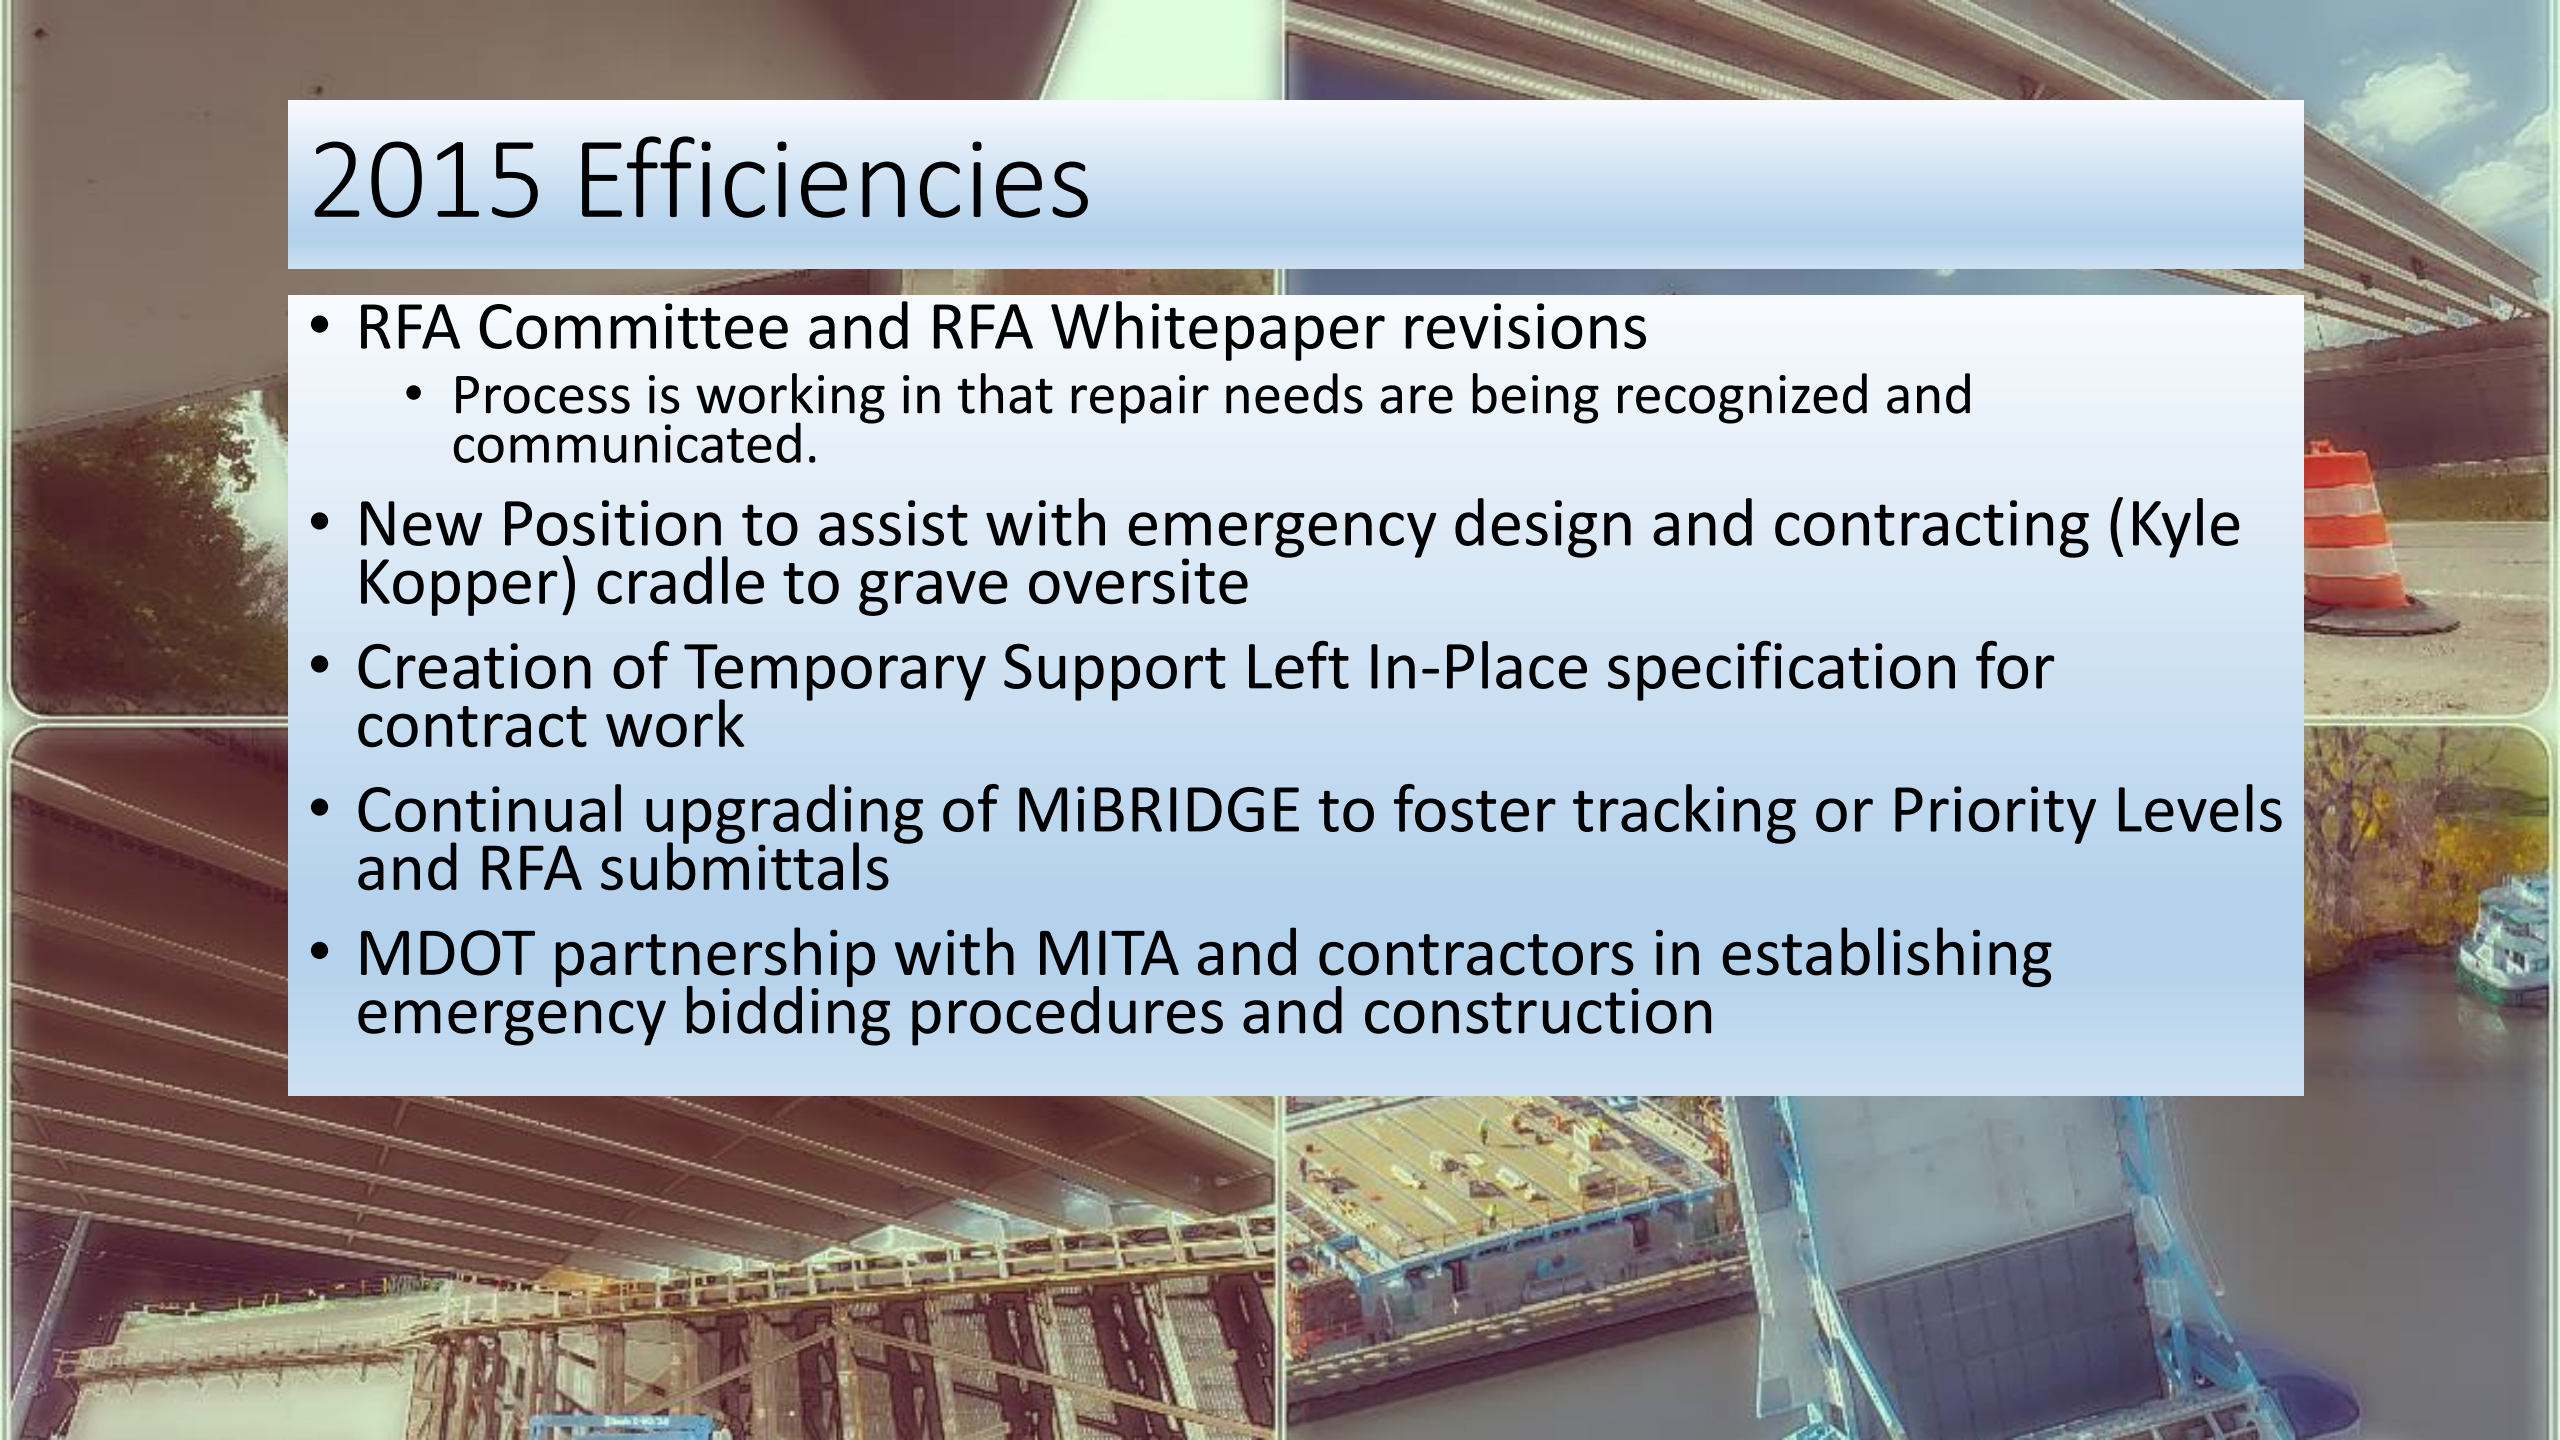 2015 Efficiencies
• RFA Committee and RFA Whitepaper revisions
• Process is working in that repair needs are being recognized and
communicated.
• New Position to assist with emergency design and contracting (Kyle
Kopper) cradle to grave oversite
• Creation of Temporary Support Left In-Place specification for
contract work
• Continual upgrading of MiBRIDGE to foster tracking or Priority Levels
and RFA submittals
• MDOT partnership with MITA and contractors in establishing
emergency bidding procedures and construction